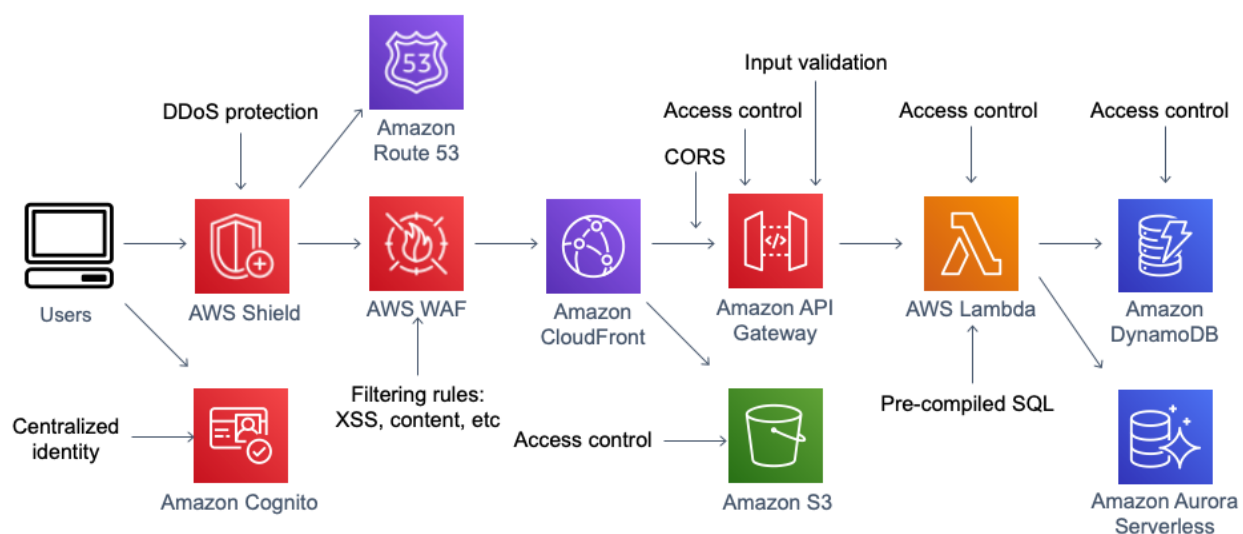 53
Input validation
DDoS protection
Access control
Access control
Access control
Amazon
Route 53
CORS
</>
Users
AWS Shield
AWS WAF
Amazon
CloudFront
Amazon API
Gateway
AWS Lambda
Amazon
DynamoDB
Filtering rules:
XSS, content, etc
Pre-compiled SQL
Centralized
identity
Access control
Amazon Cognito
Amazon S3
Amazon Aurora
Serverless